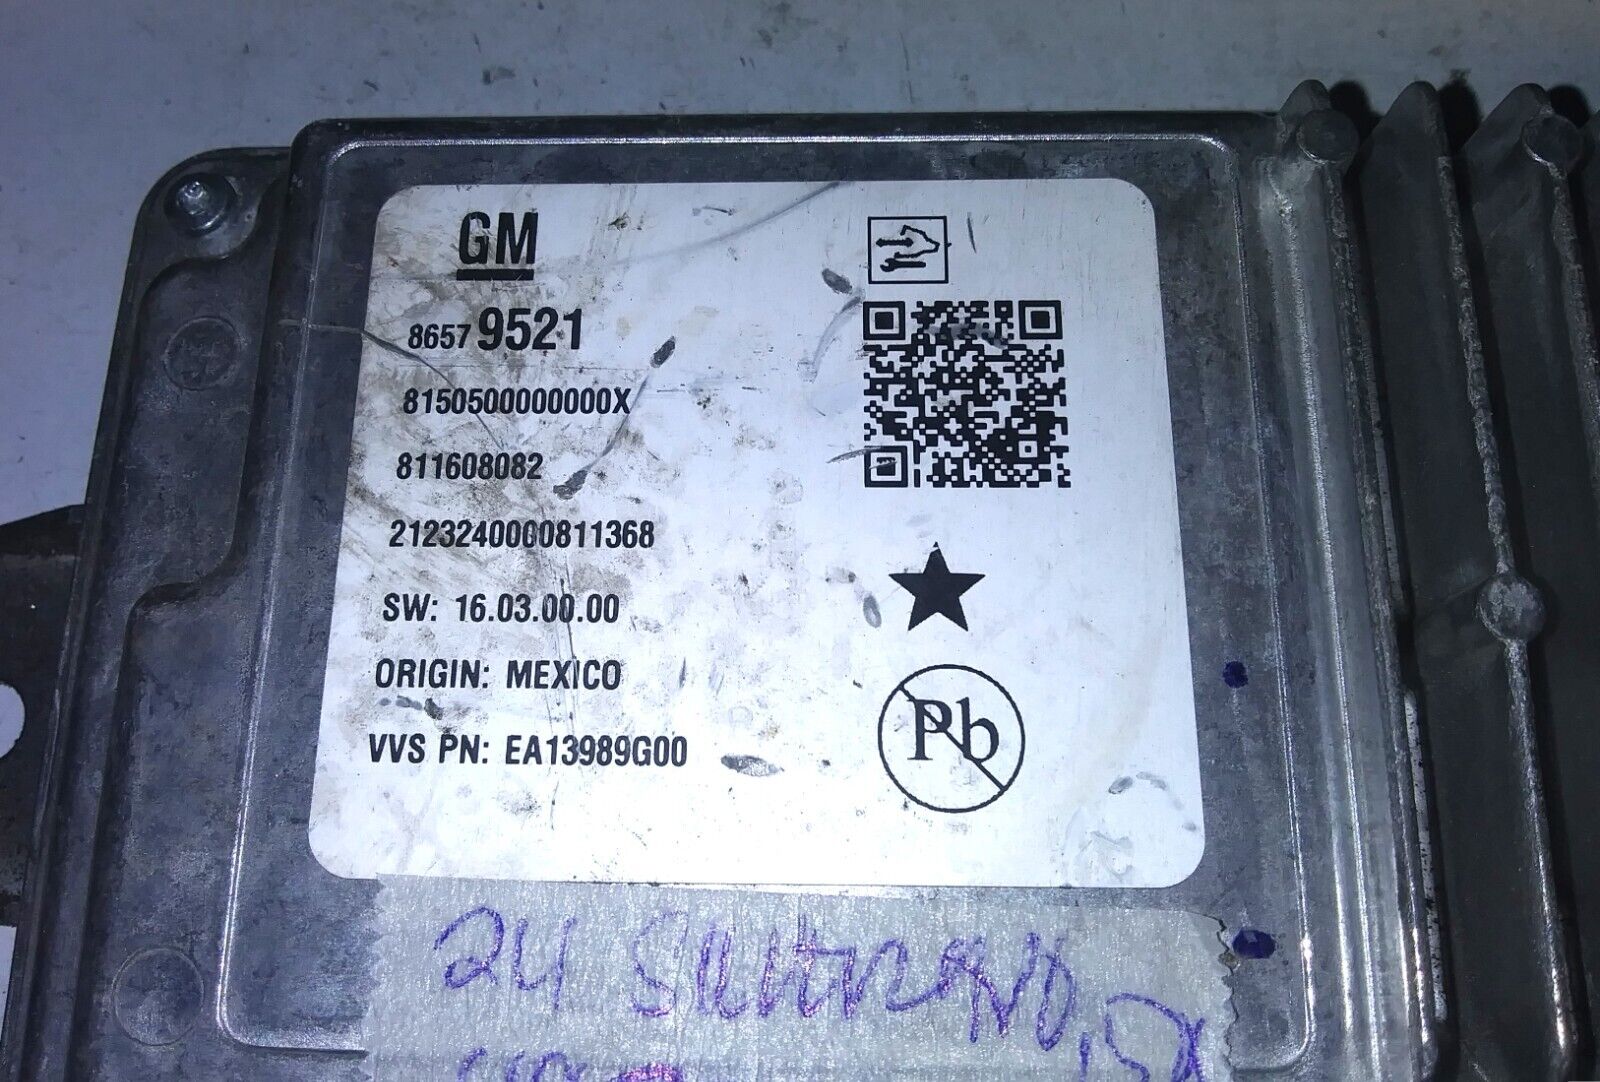 GM
86579521
8150500000000X
811608082
2123240000811368
SW: 16.03.00.00
ORIGIN: MEXICO
VVS PN: EA13989G00
Pb
24